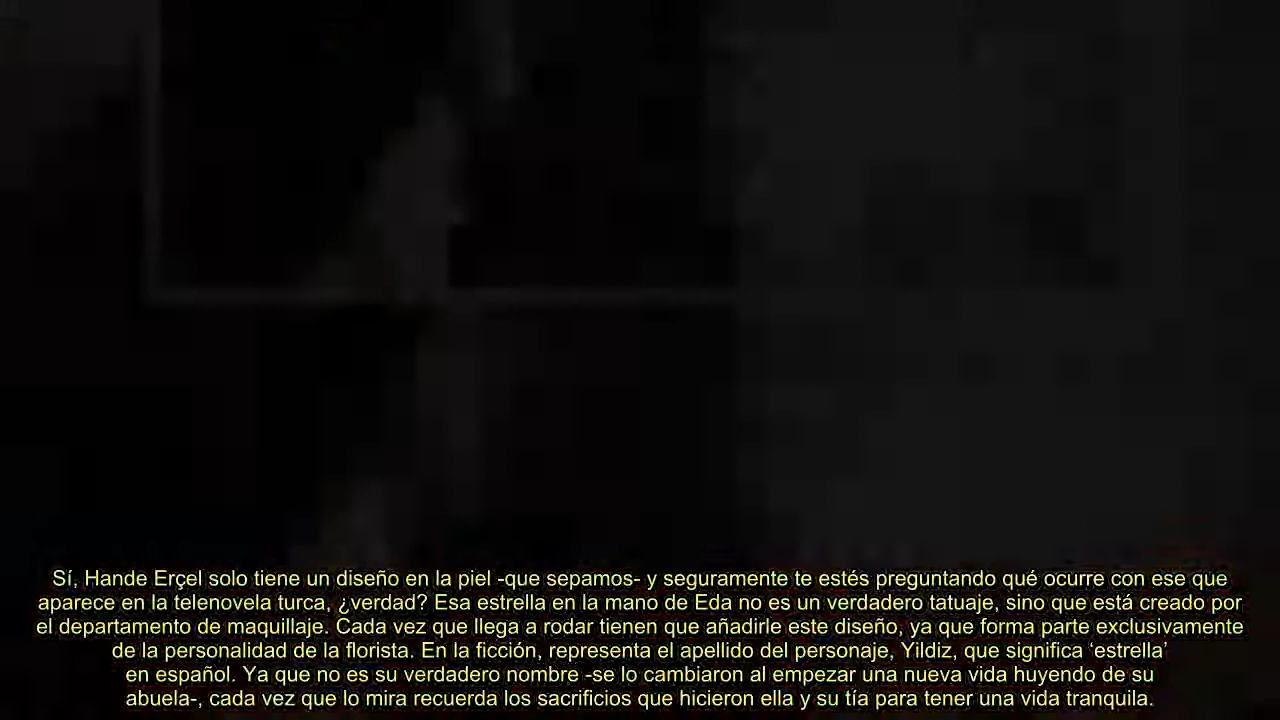 Sí, Hande Erçel solo tiene un diseño en la piel -que sepamos- y seguramente te estés preguntando qué ocurre con ese que
aparece en la telenovela turca, ¿verdad? Esa estrella en la mano de Eda no es un verdadero tatuaje, sino que está creado por
el departamento de maquillaje. Cada vez que llega a rodar tienen que añadirle este diseño, ya que forma parte exclusivamente
de la personalidad de la florista. En la ficción, representa el apellido del personaje, Yildiz, que significa ‘estrella’
en español. Ya que no es su verdadero nombre -se lo cambiaron al empezar una nueva vida huyendo de su
abuela-, cada vez que lo mira recuerda los sacrificios que hicieron ella y su tía para tener una vida tranquila.